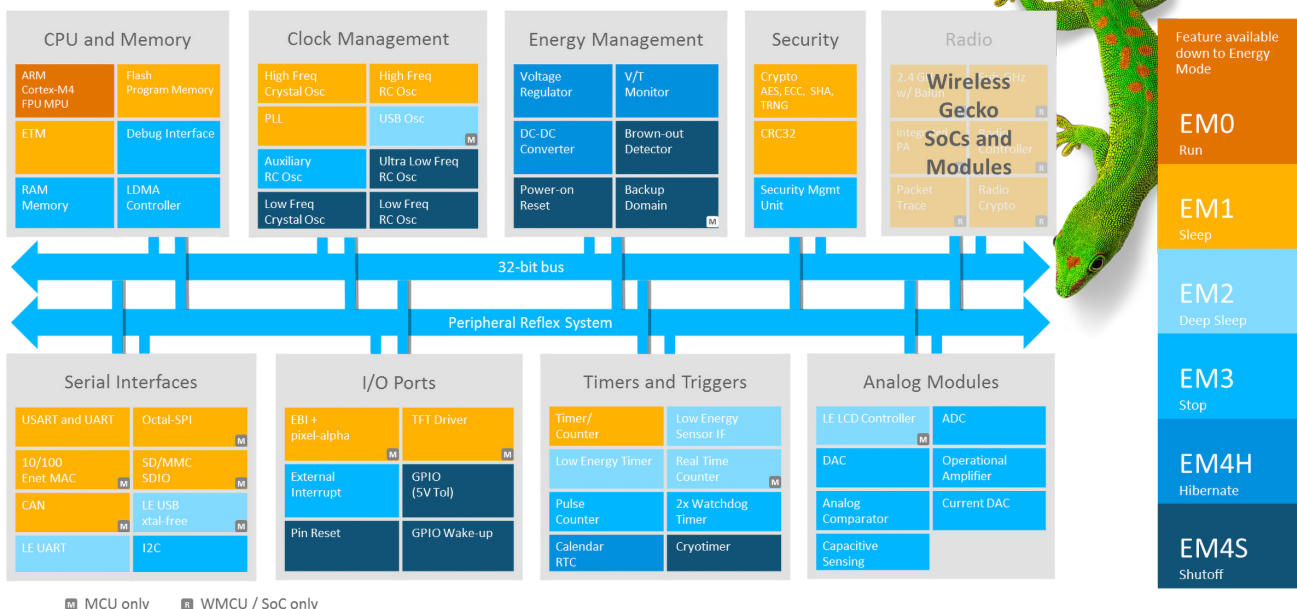 CPU and Memory
ARM
Cortex-M4
FPU MPU
Flash
Program Memory
ETM
Debug Interface
RAM
Memory
LDMA
Controller
Clock Management
High Freq
Crystal Osc
High Freq
RC Osc
PLL
USB Osc
M
Auxiliary
RC Osc
Ultra Low Freq
RC Osc
Low Freq
Crystal Osc
Low Freq
RC Osc
Energy Management
Voltage
Regulator
V/T
Monitor
DC-DC
Converter
Brown-out
Detector
Power-on
Reset
Backup
Domain
M
Security
Crypto
AES, ECC, SHA,
TRNG
CRC32
Security Mgmt
Unit
Radio
Wireless
Gecko
SoCs and
Modules
2.4 GHz
w/ Balun
R
PA
R
Packet
Trace
R
Radio
Crypto
R
32-bit bus
Peripheral Reflex System
Serial Interfaces
USART and UART
Octal-SPI
M
10/100
Enet MAC
M
SD/MMC
SDIO
M
CAN
M
LE USB
xtal-free
M
LE UART
I2C
I/O Ports
EBI +
pixel-alpha
M
TFT Driver
M
External
Interrupt
GPIO
(5V Tol)
Pin Reset
GPIO Wake-up
Timers and Triggers
Timer/
Counter
Low Energy
Sensor IF
Low Energy Timer
Real Time
Counter
M
Pulse
Counter
2x Watchdog
Timer
Calendar
RTC
Cryotimer
Analog Modules
LE LCD Controller
M
ADC
DAC
Operational
Amplifier
Analog
Comparator
Current DAC
Capacitive
Sensing
Feature available
down to Energy
Mode
EM0
Run
EM1
Sleep
EM2
Deep Sleep
EM3
Stop
EM4H
Hibernate
EM4S
Shutoff
M MCU only
R WMCU / SoC only